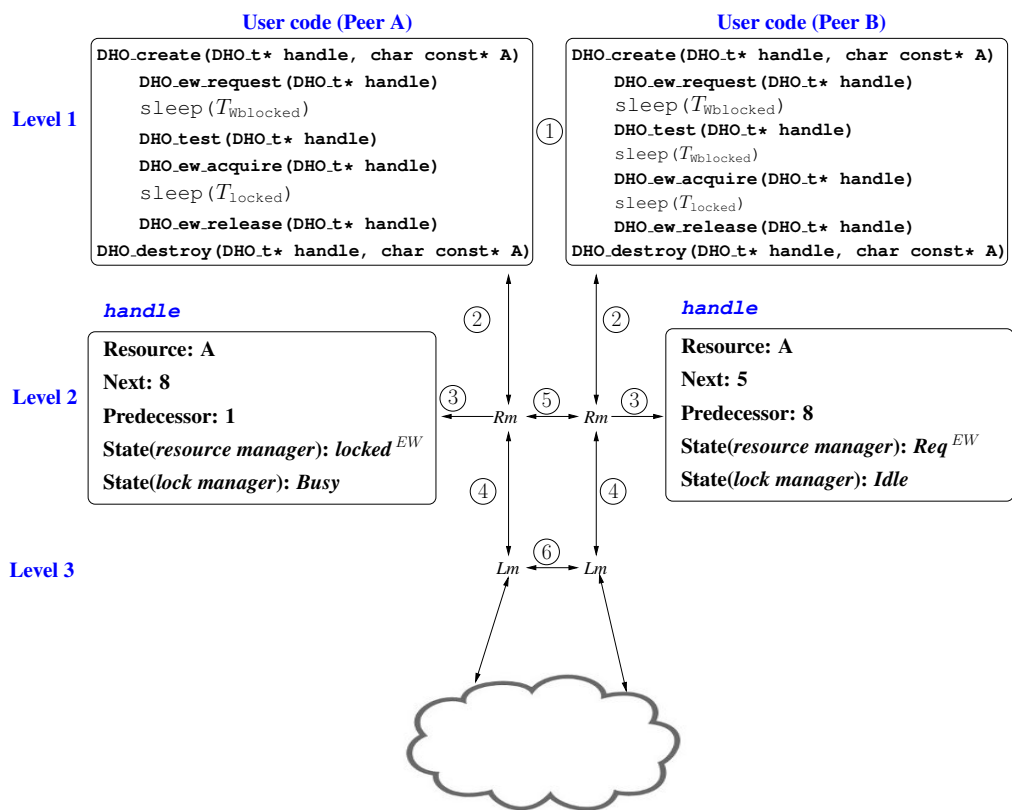 User code (Peer A)
DHO_create(DHO_t* handle, char const* A)
DHO_ew_request(DHO_t* handle)
sleep(T_Wblocked)
DHO_test(DHO_t* handle)
DHO_ew_acquire(DHO_t* handle)
sleep(T_locked)
DHO_ew_release(DHO_t* handle)
DHO_destroy(DHO_t* handle, char const* A)
User code (Peer B)
DHO_create(DHO_t* handle, char const* A)
DHO_ew_request(DHO_t* handle)
sleep(T_Wblocked)
DHO_test(DHO_t* handle)
sleep(T_Wblocked)
DHO_ew_acquire(DHO_t* handle)
sleep(T_locked)
DHO_ew_release(DHO_t* handle)
DHO_destroy(DHO_t* handle, char const* A)
Level 1
1
2
2
handle
Resource: A
Next: 8
Predecessor: 1
State(resource manager): locked^EW
State(lock manager): Busy
handle
Resource: A
Next: 5
Predecessor: 8
State(resource manager): Req^EW
State(lock manager): Idle
Level 2
3
Rm
5
Rm
3
4
4
Level 3
Lm
6
Lm